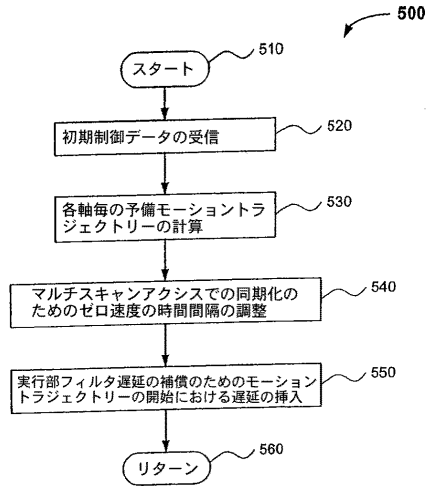 500
スタート
510
初期制御データの受信
520
各軸毎の予備モーショントラ
ジェクトリーの計算
530
マルチスキャンアクシスでの同期化の
ためのゼロ速度の時間間隔の調整
540
実行部フィルタ遅延の補償のためのモーション
トラジェクトリーの開始における遅延の挿入
550
リターン
560